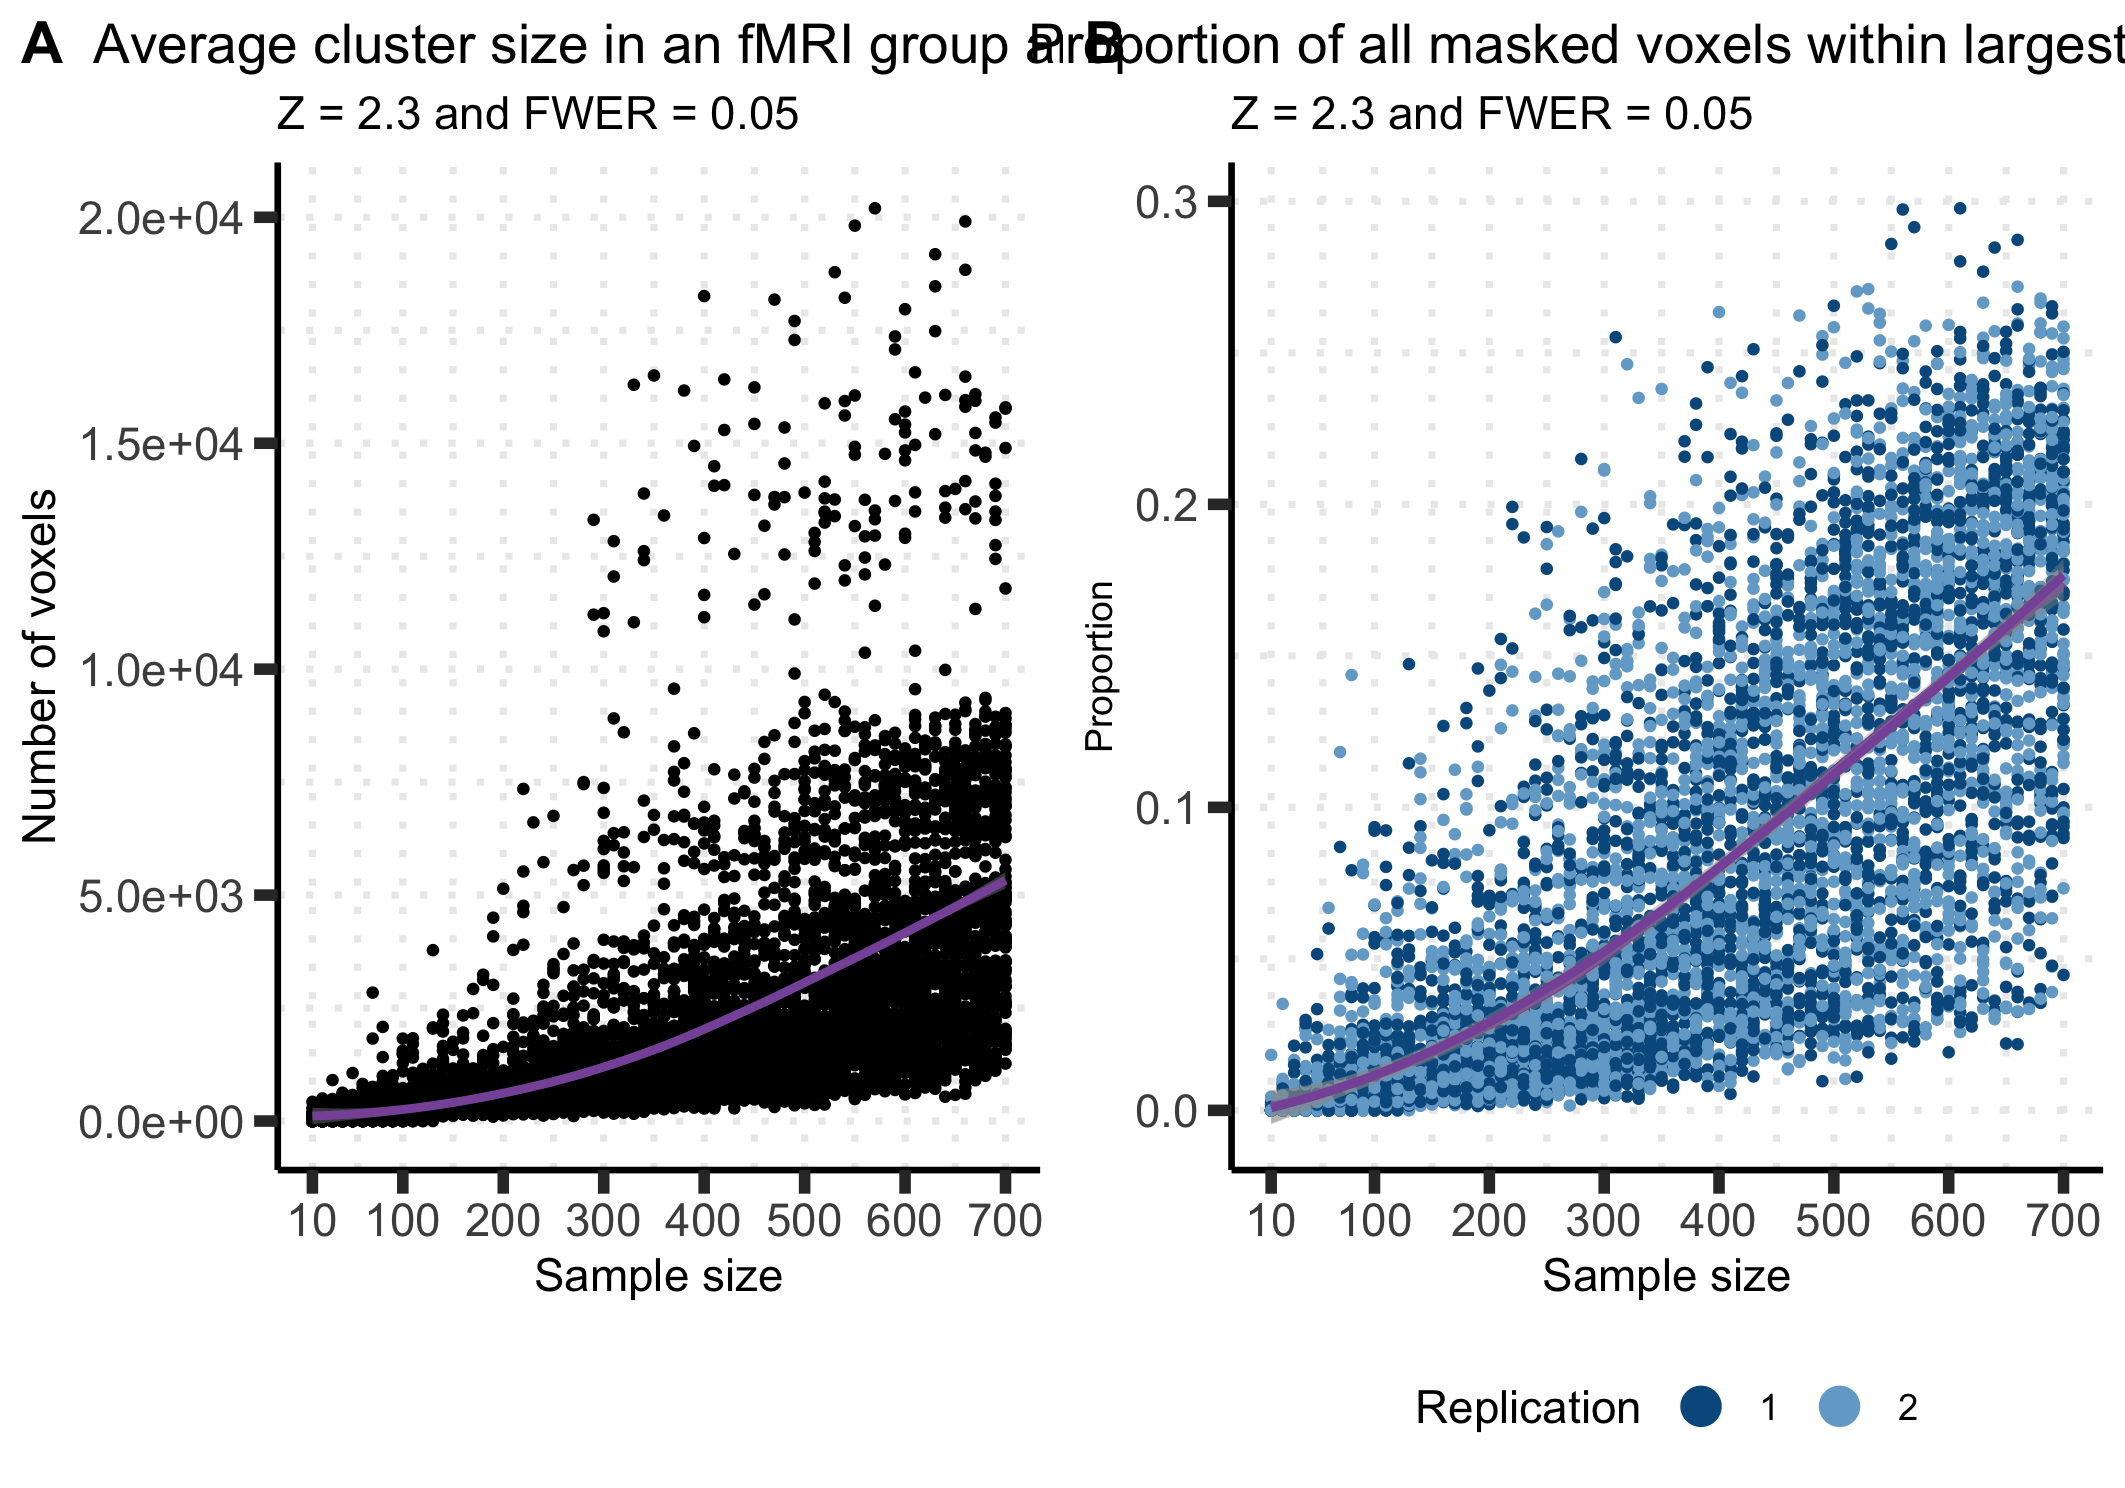 A Average cluster size in an fMRI group
B
portion of all masked voxels within largest
Z = 2.3 and FWER = 0.05
Z = 2.3 and FWER = 0.05
Number of voxels
2.0e+04
1.5e+04
1.0e+04
5.0e+03
0.0e+00
10 100 200 300 400 500 600 700
Sample size
Proportion
0.3
0.2
0.1
0.0
10 100 200 300 400 500 600 700
Sample size
Replication 1 2